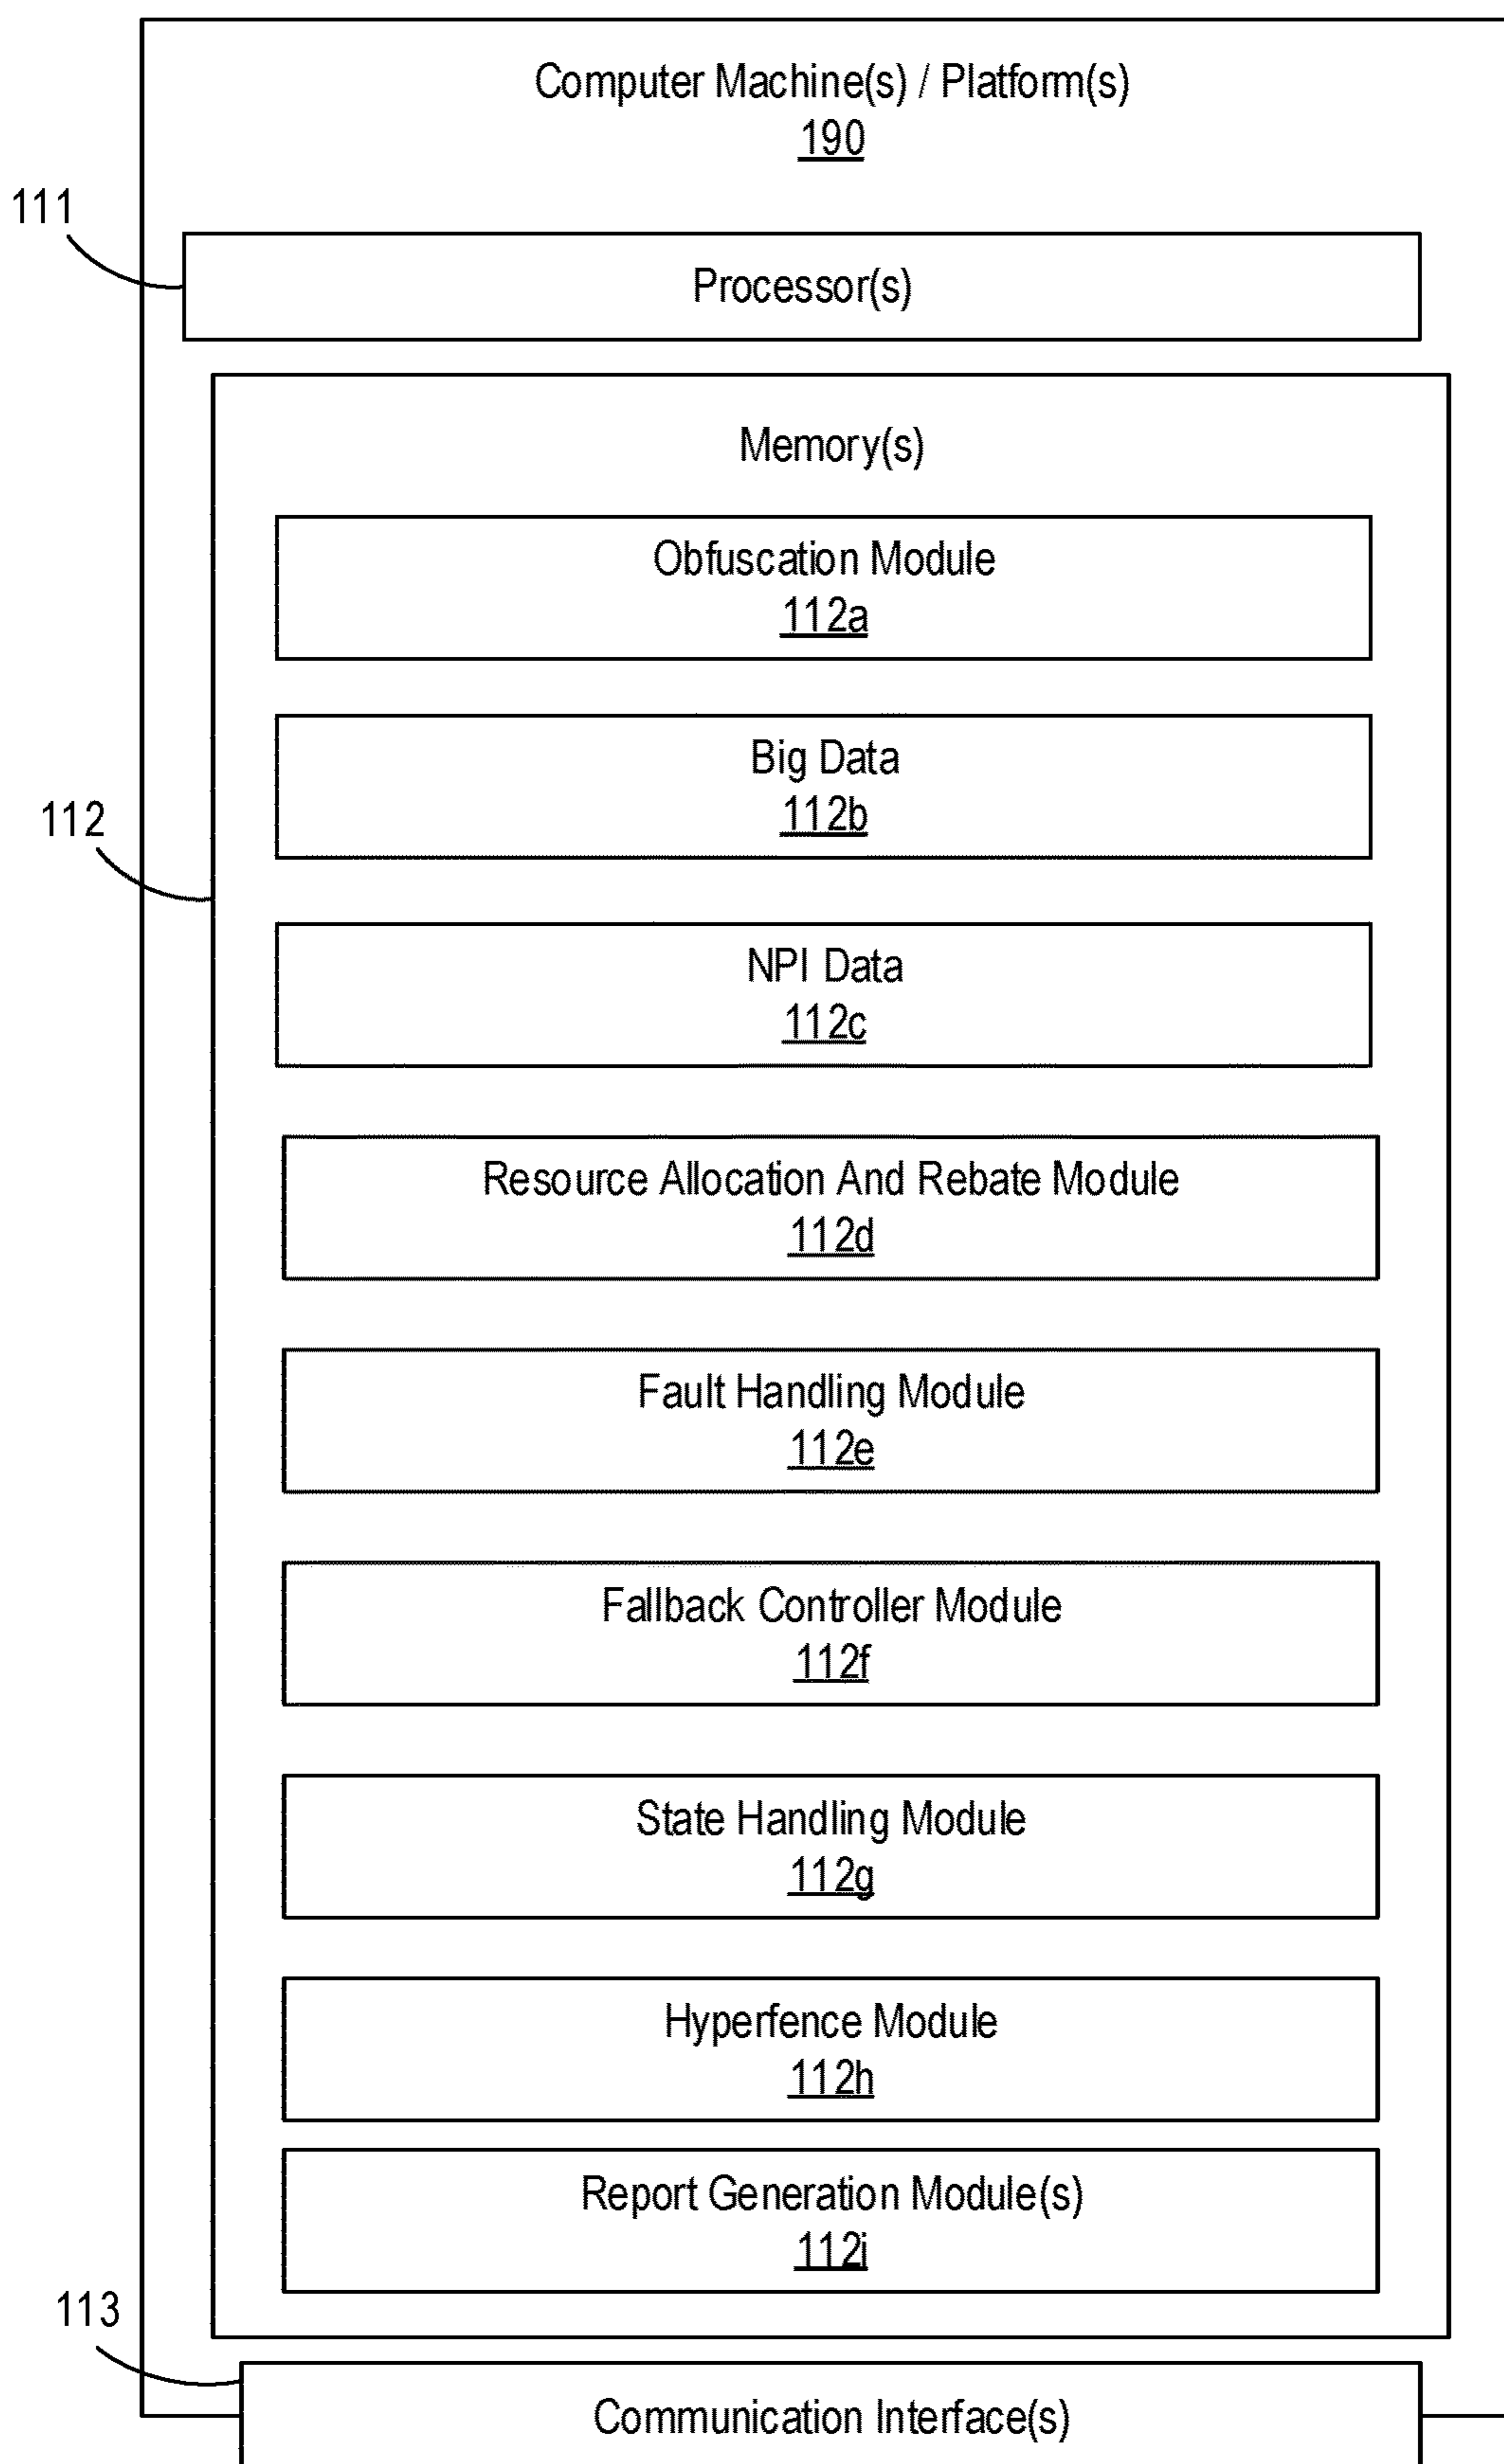 Computer Machine(s) / Platform(s)
190
111
Processor(s)
Memory(s)
Obfuscation Module
112a
Big Data
112b
112
NPI Data
112c
Resource Allocation And Rebate Module
112d
Fault Handling Module
112e
Fallback Controller Module
112f
State Handling Module
112g
Hyperfence Module
112h
Report Generation Module(s)
112i
113
Communication Interface(s)